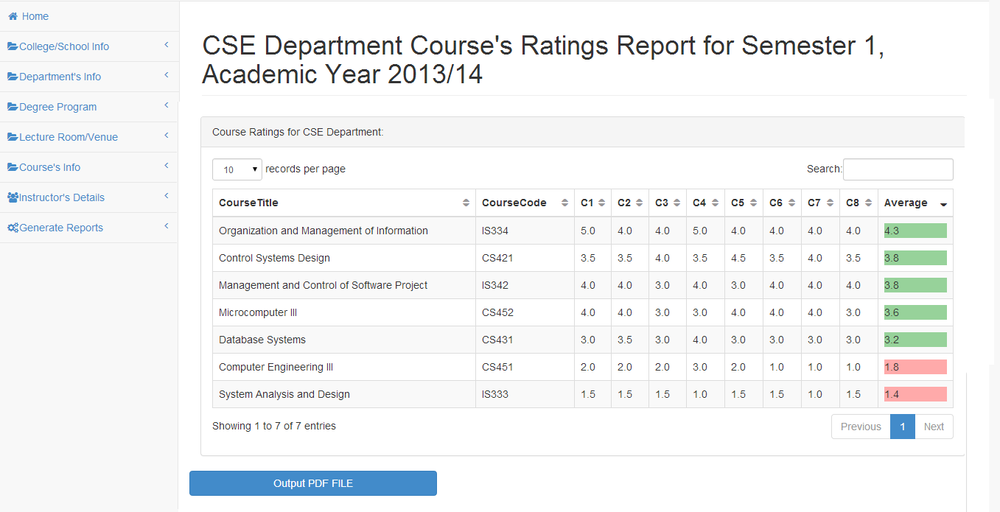 Home
College/School Info
Department's Info
Degree Program
Lecture Room/Venue
Course's Info
Instructor's Details
Generate Reports
CSE Department Course's Ratings Report for Semester 1,
Academic Year 2013/14
Course Ratings for CSE Department:
10 records per page Search:
CourseTitle CourseCode C1 C2 C3 C4 C5 C6 C7 C8 Average
Organization and Management of Information IS334 5.0 4.0 4.0 5.0 4.0 4.0 4.0 4.0 4.3
Control Systems Design CS421 3.5 3.5 4.0 3.5 4.5 3.5 4.0 3.5 3.8
Management and Control of Software Project IS342 4.0 4.0 3.0 4.0 3.0 4.0 4.0 4.0 3.8
Microcomputer III CS452 4.0 4.0 3.0 3.0 4.0 4.0 4.0 3.0 3.6
Database Systems CS431 3.0 3.5 3.0 4.0 3.0 3.0 3.0 3.0 3.2
Computer Engineering III CS451 2.0 2.0 2.0 3.0 2.0 1.0 1.0 1.0 1.8
System Analysis and Design IS333 1.5 1.5 1.5 1.0 1.5 1.5 1.0 1.5 1.4
Showing 1 to 7 of 7 entries
Previous 1 Next
Output PDF FILE